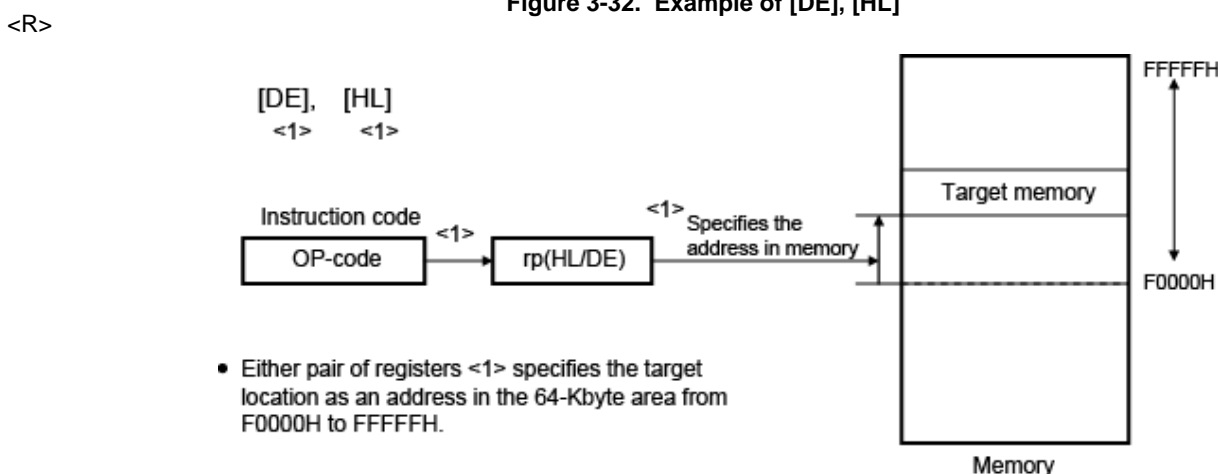 Figure 3-32. Example of [DE], [HL]
<R>
FFFFFH
[DE], [HL]
<1> <1>
Target memory
Instruction code
<1>
<1>
Specifies the
address in memory
OP-code
rp(HL/DE)
F0000H
• Either pair of registers <1> specifies the target
location as an address in the 64-Kbyte area from
F0000H to FFFFFH.
Memory